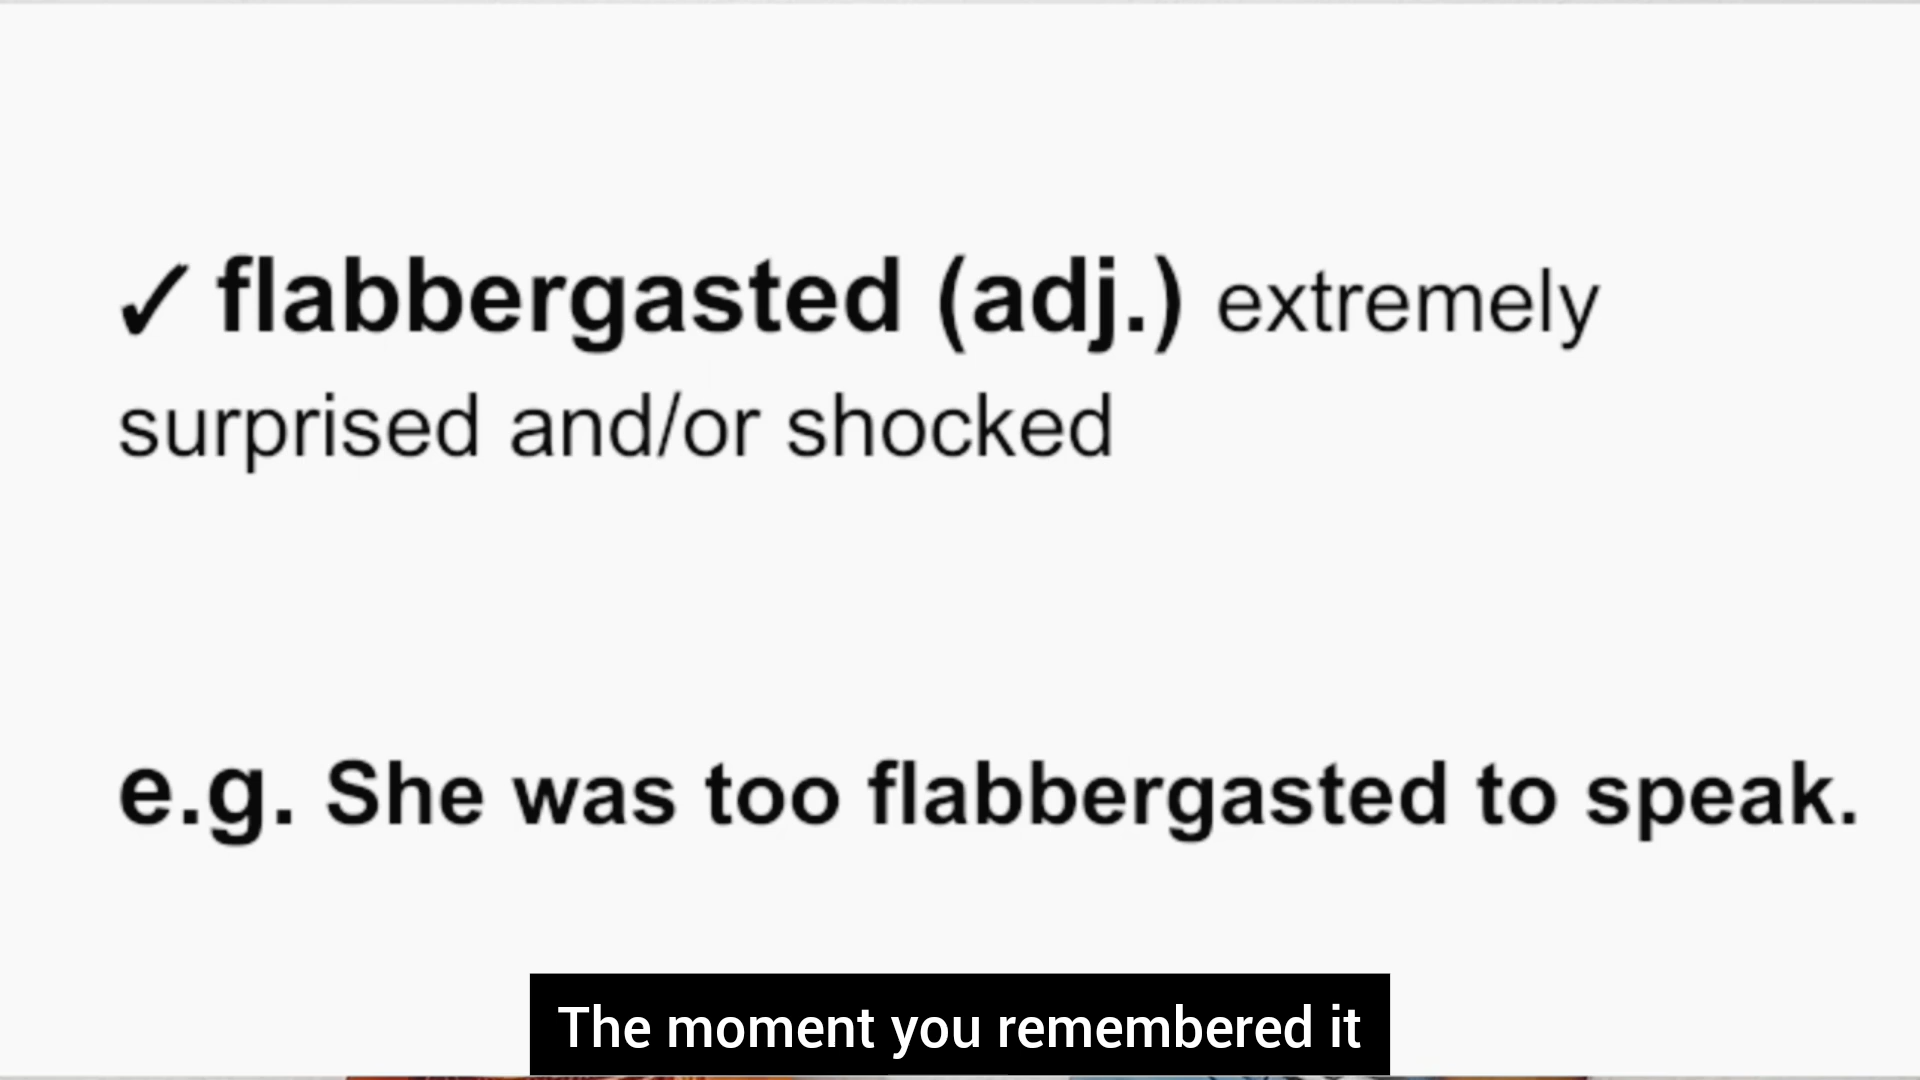 ✓ flabbergasted (adj.) extremely
surprised and/or shocked
e.g. She was too flabbergasted to speak.
The moment you remembered it